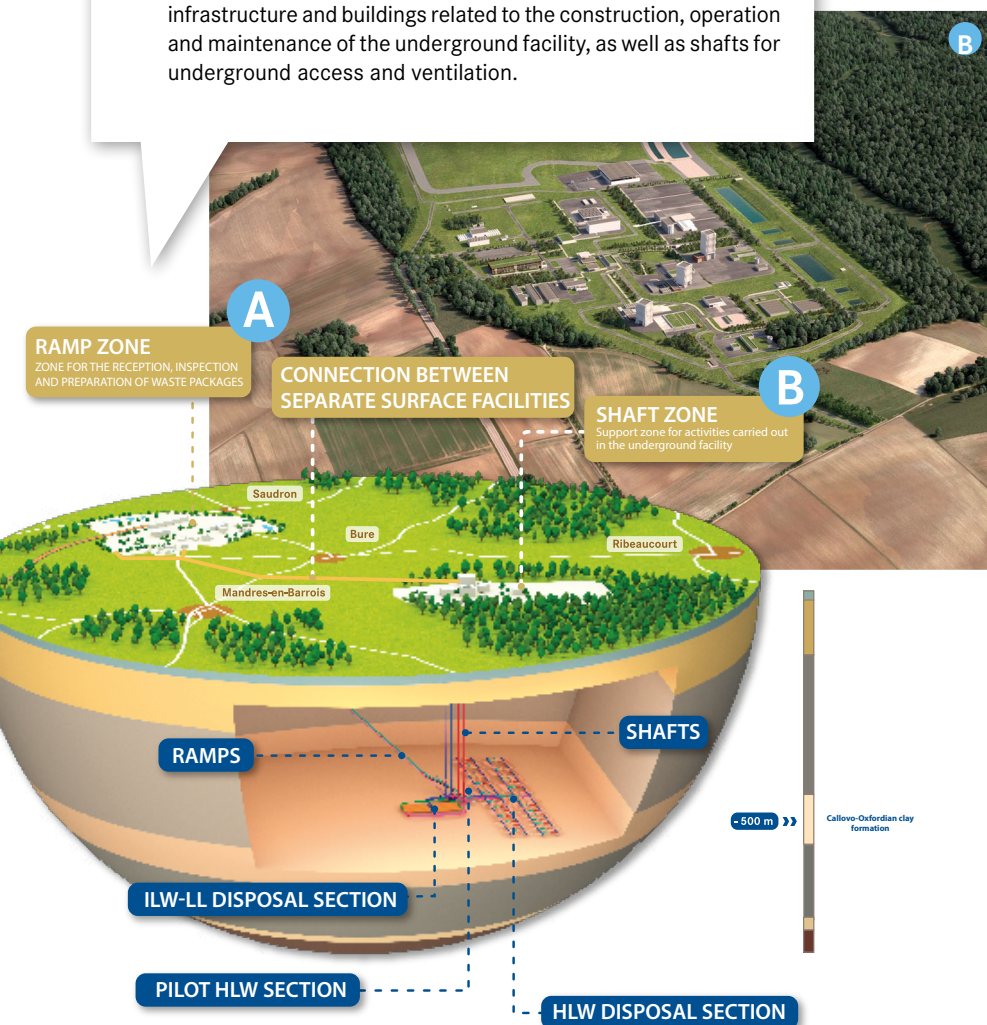 infrastructure and buildings related to the construction, operation
and maintenance of the underground facility, as well as shafts for
underground access and ventilation.
B
A
RAMP ZONE
ZONE FOR THE RECEPTION, INSPECTION
AND PREPARATION OF WASTE PACKAGES
CONNECTION BETWEEN
SEPARATE SURFACE FACILITIES
B
SHAFT ZONE
Support zone for activities carried out
in the underground facility
Saudron
Bure
Ribeaucourt
Mandres-en-Barrois
SHAFTS
RAMPS
- 500 m
Callovo-Oxfordian clay
formation
ILW-LL DISPOSAL SECTION
PILOT HLW SECTION
HLW DISPOSAL SECTION